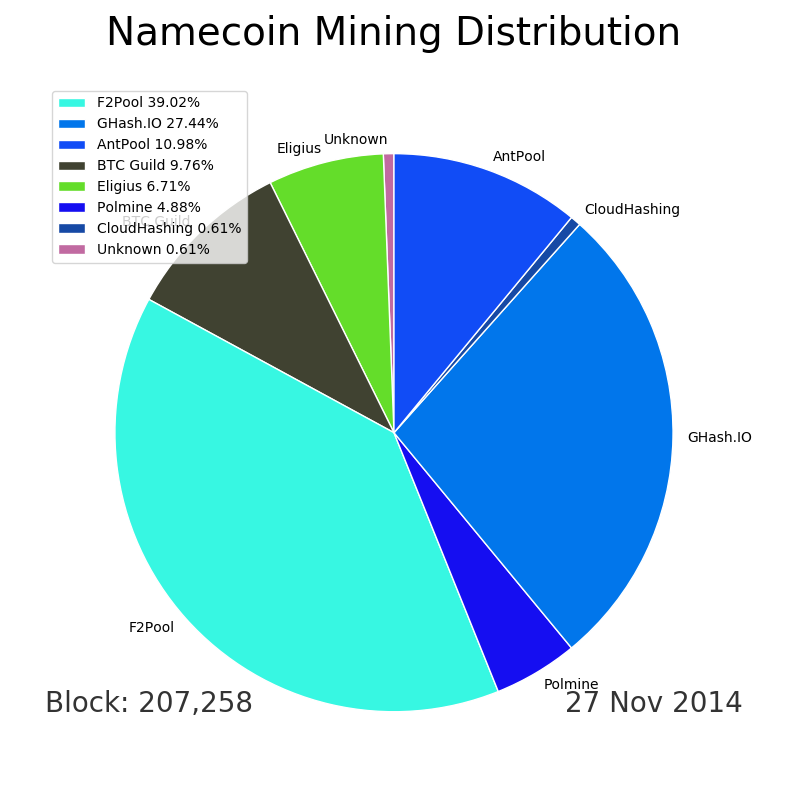 Namecoin Mining Distribution
F2Pool 39.02%
GHash.IO 27.44%
AntPool 10.98%
BTC Guild 9.76%
Eligius 6.71%
Polmine 4.88%
CloudHashing 0.61%
Unknown 0.61%
Unknown
Eligius
AntPool
CloudHashing
BTC Guild
GHash.IO
F2Pool
Polmine
Block: 207,258
27 Nov 2014